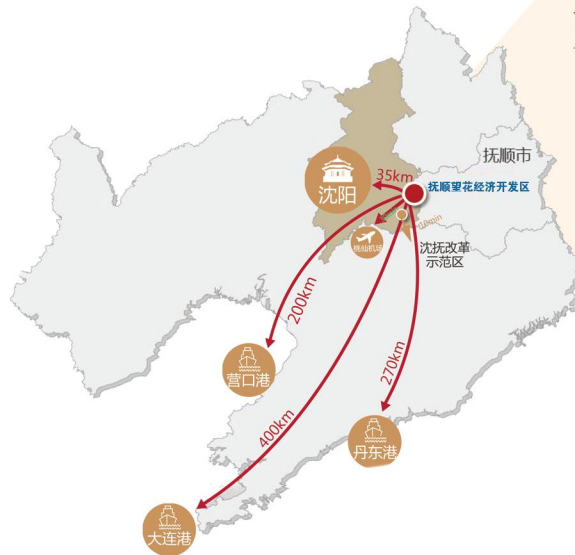 抚顺市
35km
沈阳
抚顺望花经济开发区
10min
桃仙机场
沈抚改革
示范区
200km
270km
营口港
400km
丹东港
大连港